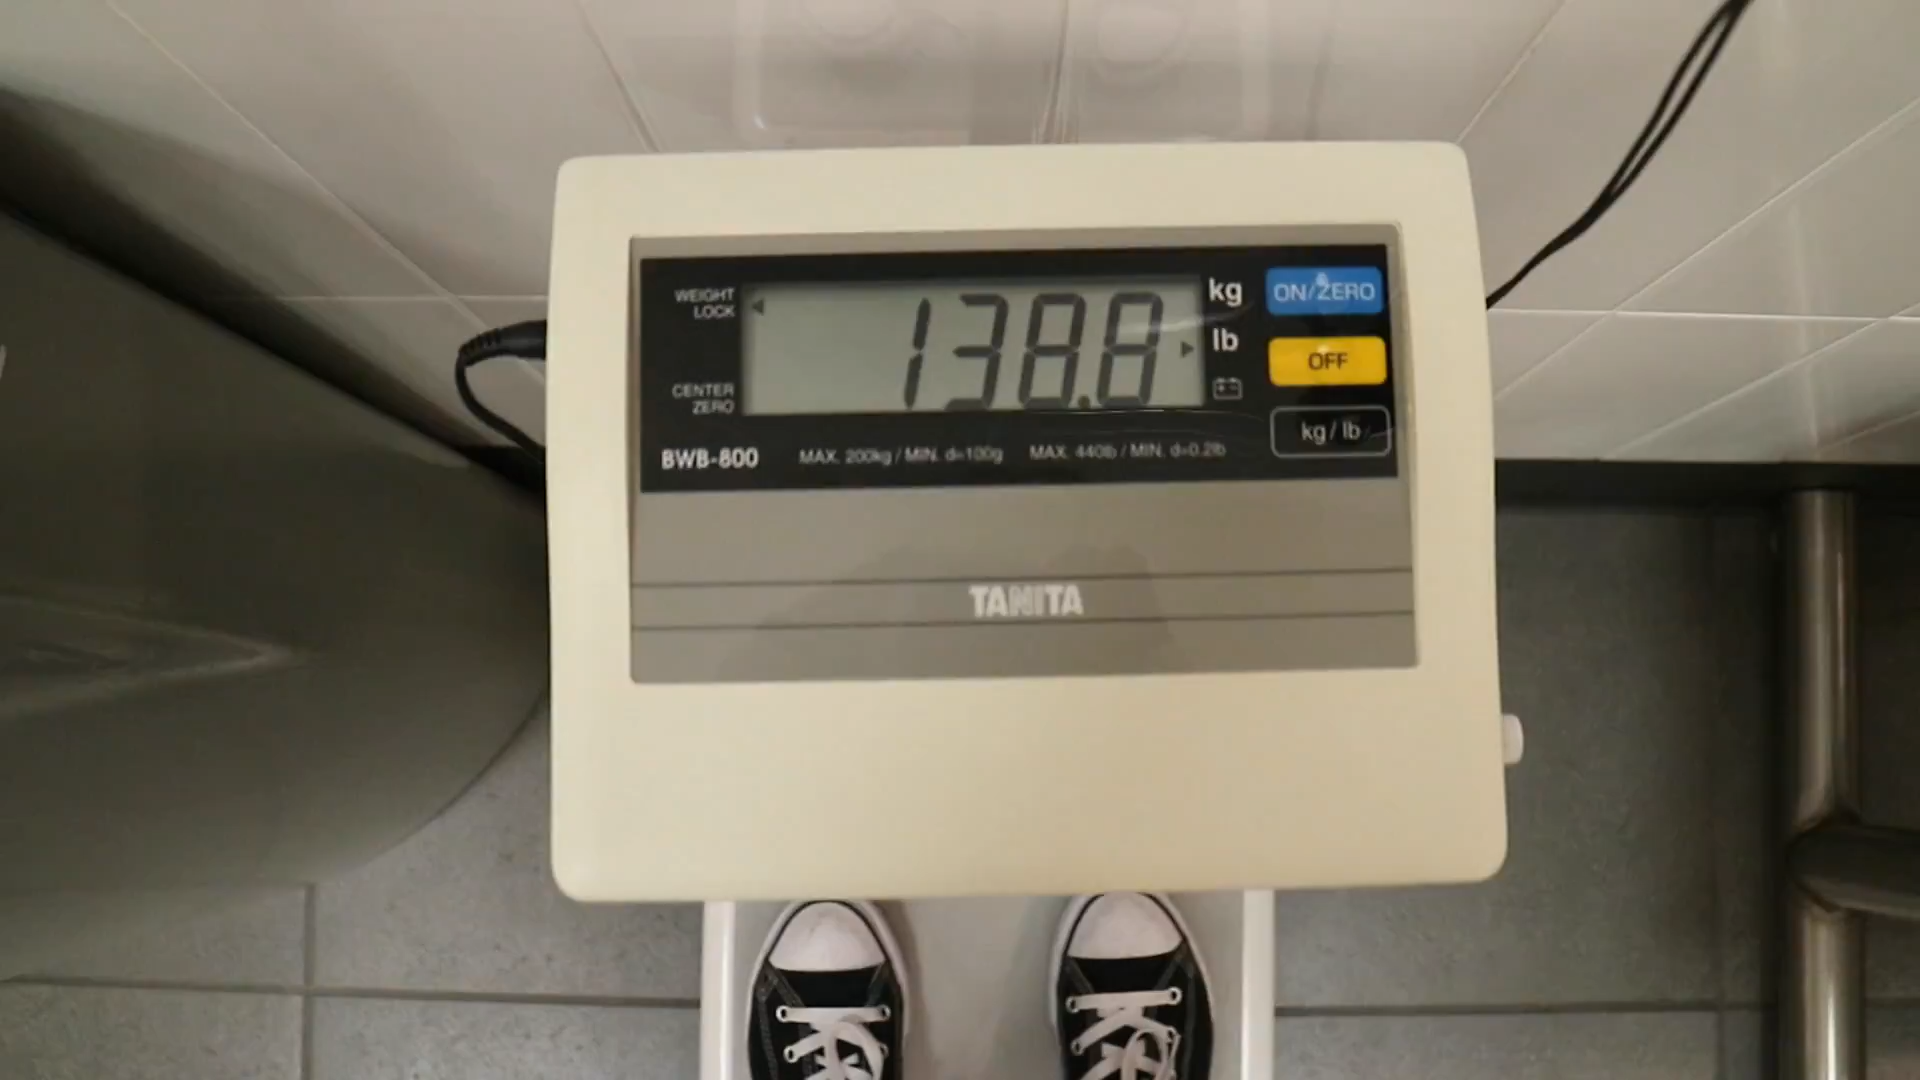 WEIGHT
LOCK
138.8
kg
lb
ON/ZERO
OFF
CENTER
ZERO
kg / lb
BWB-800
MAX. 200kg / MIN. d=100g
MAX. 440lb / MIN. d=0.2lb
TANITA